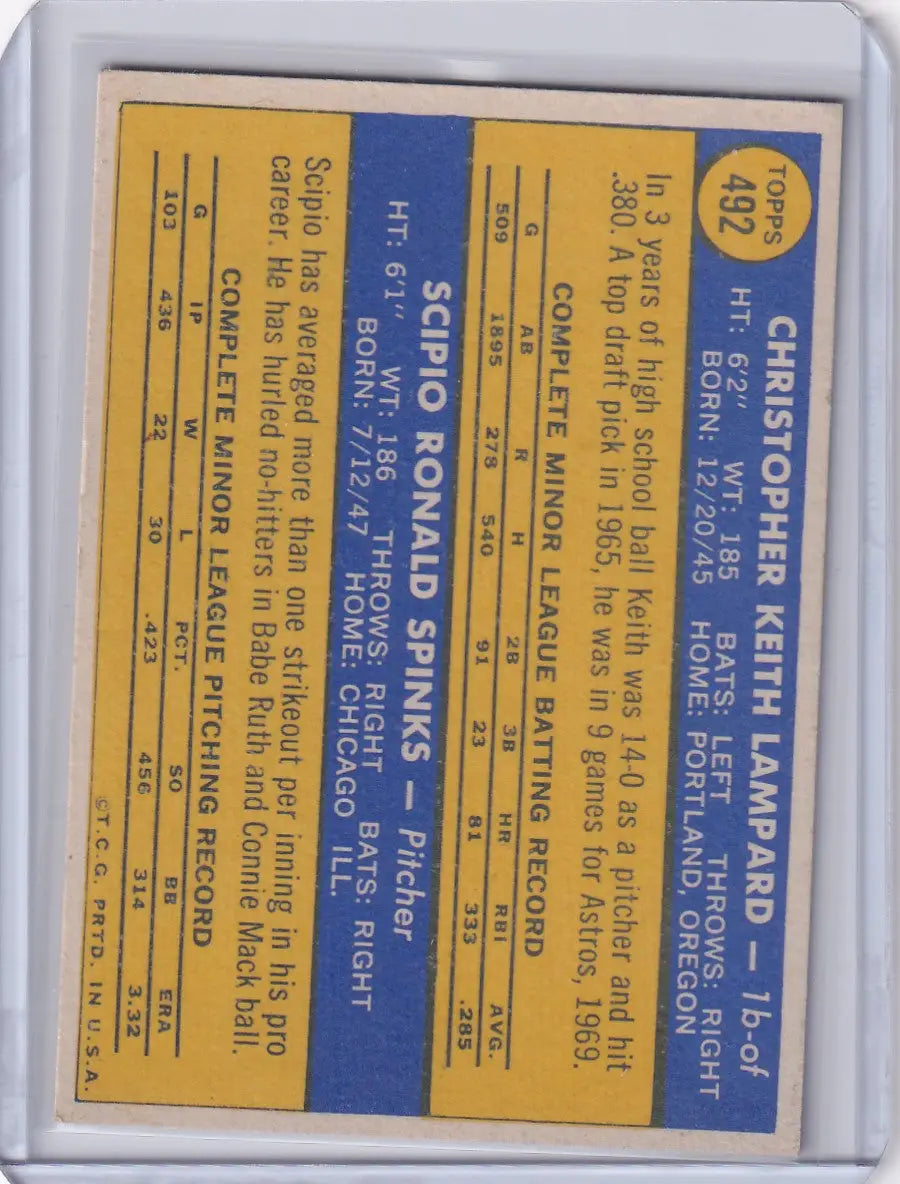 TOPPS
492
CHRISTOPHER KEITH LAMPARD — 1b-of
HT: 6'2" WT: 185 BATS: LEFT THROWS: RIGHT
BORN: 12/20/45 HOME: PORTLAND, OREGON
In 3 years of high school ball Keith was 14-0 as a pitcher and hit
.380. A top draft pick in 1965, he was in 9 games for Astros, 1969.
COMPLETE MINOR LEAGUE BATTING RECORD
G AB R H 2B 3B HR RBI AVG.
509 1895 278 540 91 23 81 333 .285
SCIPIO RONALD SPINKS — Pitcher
HT: 6'1" WT: 186 THROWS: RIGHT BATS: RIGHT
BORN: 7/12/47 HOME: CHICAGO ILL.
Scipio has averaged more than one strikeout per inning in his pro
career. He has hurled no-hitters in Babe Ruth and Connie Mack ball.
COMPLETE MINOR LEAGUE PITCHING RECORD
G IP W L PCT. SO BB ERA
103 436 22 30 .423 456 314 3.32
©T.C.G. PRTD. IN U.S.A.